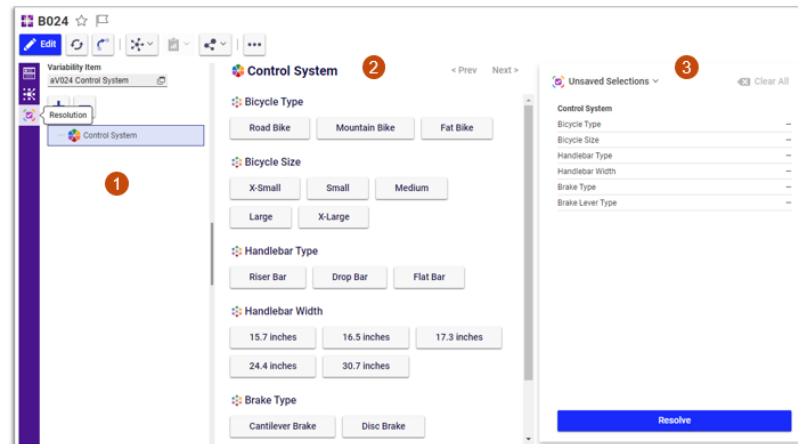 B024
Edit
Variability Item
aV024 Control System
Resolution
Control System
1
Control System
2
< Prev Next >
Bicycle Type
Road Bike Mountain Bike Fat Bike
Bicycle Size
X-Small Small Medium
Large X-Large
Handlebar Type
Riser Bar Drop Bar Flat Bar
Handlebar Width
15.7 inches 16.5 inches 17.3 inches
24.4 inches 30.7 inches
Brake Type
Cantilever Brake Disc Brake
3
Unsaved Selections Clear All
Control System
Bicycle Type --
Bicycle Size --
Handlebar Type --
Handlebar Width --
Brake Type --
Brake Lever Type --
Resolve